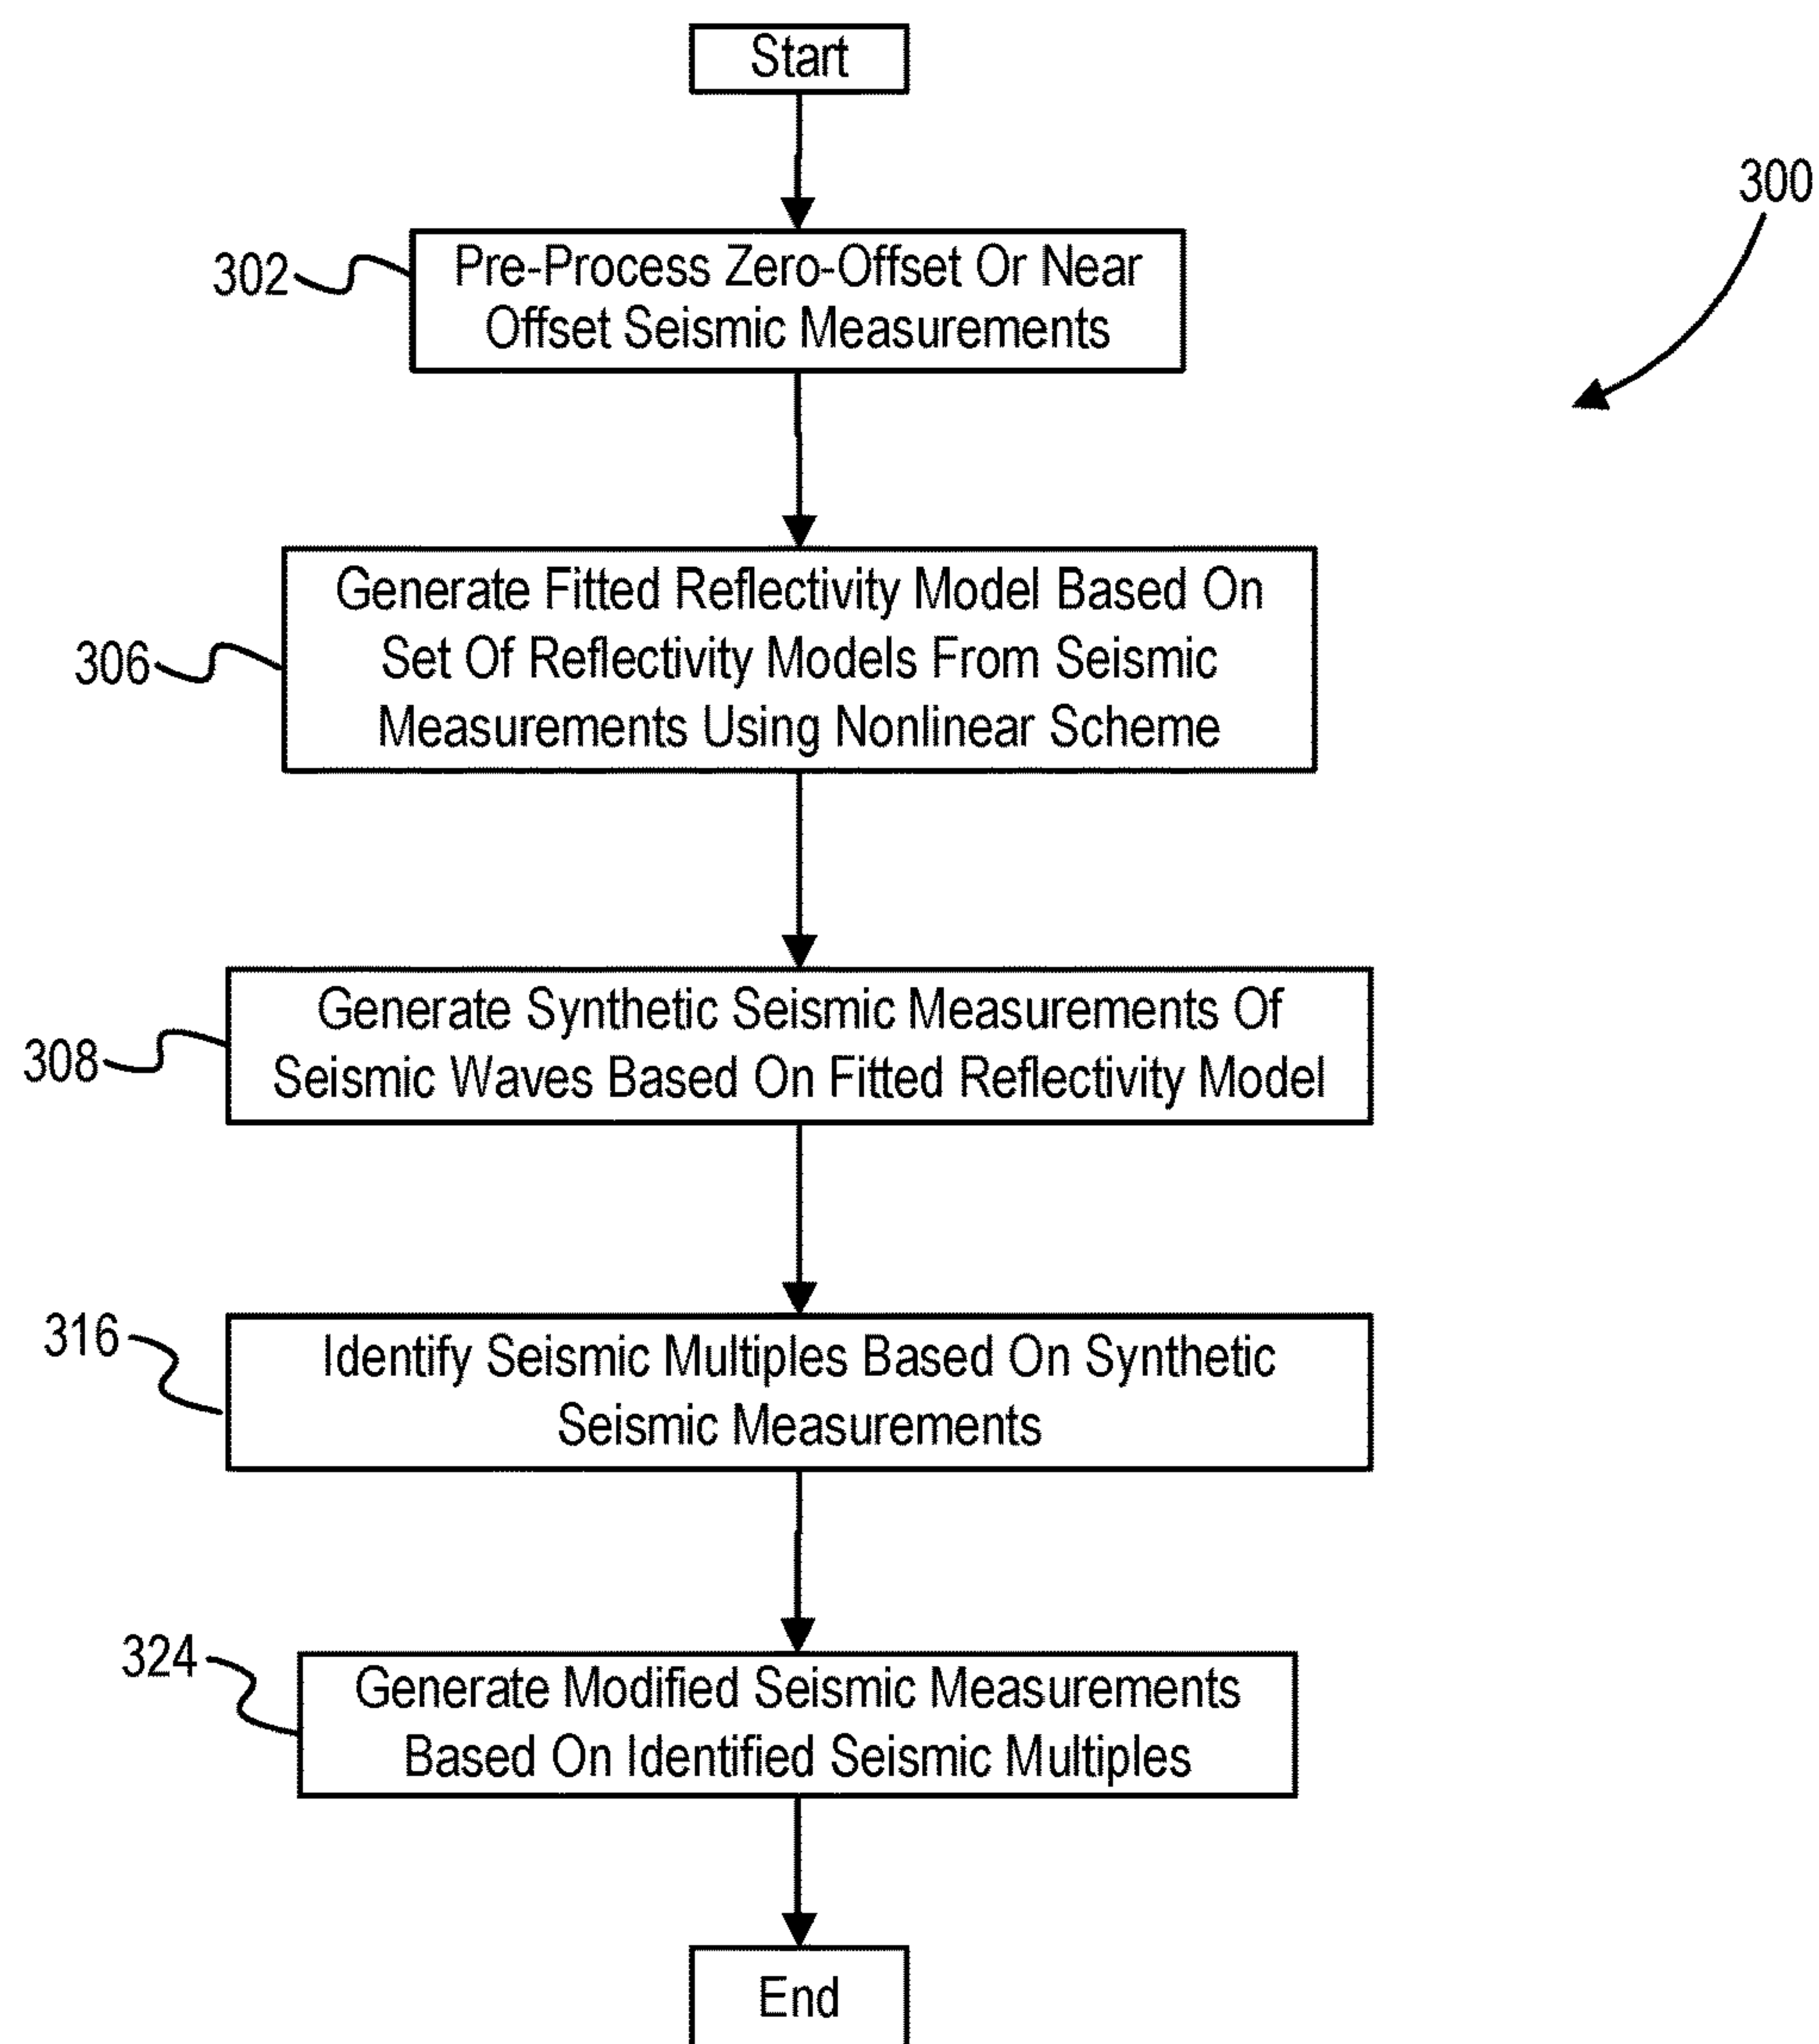 Start
300
302
Pre-Process Zero-Offset Or Near
Offset Seismic Measurements
306
Generate Fitted Reflectivity Model Based On
Set Of Reflectivity Models From Seismic
Measurements Using Nonlinear Scheme
308
Generate Synthetic Seismic Measurements Of
Seismic Waves Based On Fitted Reflectivity Model
316
Identify Seismic Multiples Based On Synthetic
Seismic Measurements
324
Generate Modified Seismic Measurements
Based On Identified Seismic Multiples
End